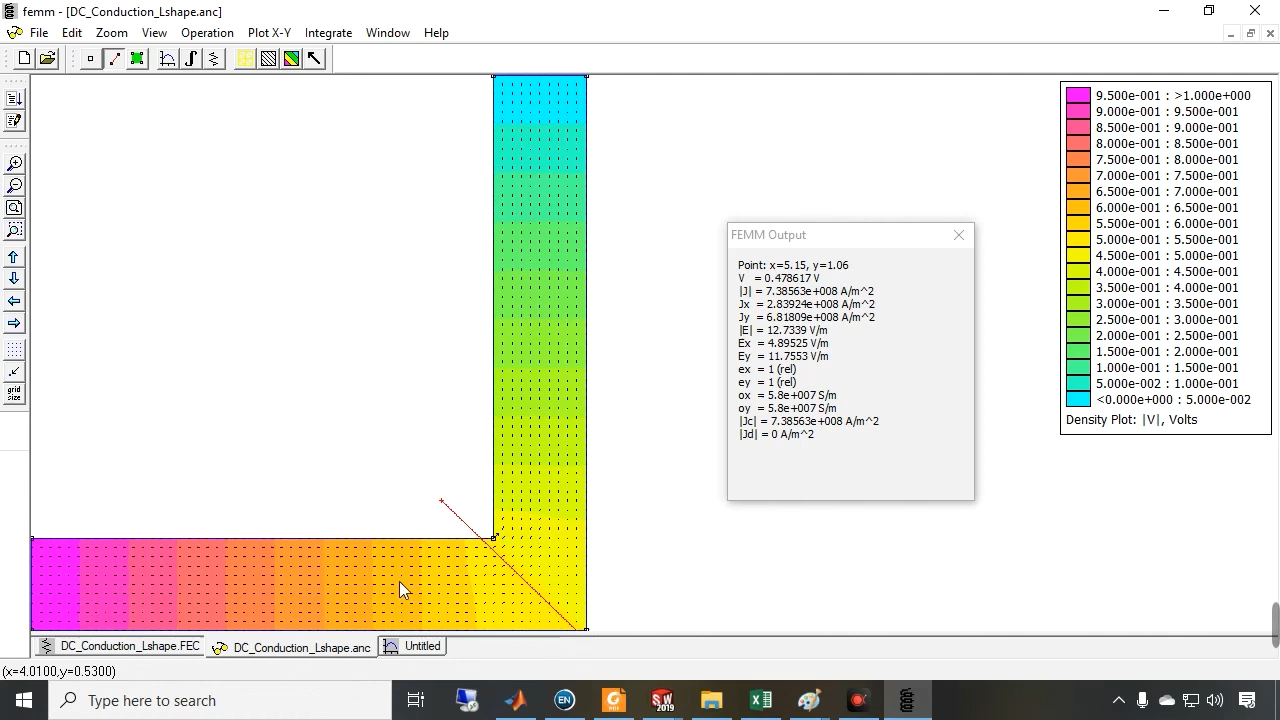 femm - [DC_Conduction_Lshape.anc]
File Edit Zoom View Operation Plot X-Y Integrate Window Help
grid
size
9.500e-001 : >1.000e+000
9.000e-001 : 9.500e-001
8.500e-001 : 9.000e-001
8.000e-001 : 8.500e-001
7.500e-001 : 8.000e-001
7.000e-001 : 7.500e-001
6.500e-001 : 7.000e-001
6.000e-001 : 6.500e-001
5.500e-001 : 6.000e-001
5.000e-001 : 5.500e-001
4.500e-001 : 5.000e-001
4.000e-001 : 4.500e-001
3.500e-001 : 4.000e-001
3.000e-001 : 3.500e-001
2.500e-001 : 3.000e-001
2.000e-001 : 2.500e-001
1.500e-001 : 2.000e-001
1.000e-001 : 1.500e-001
5.000e-002 : 1.000e-001
<0.000e+000 : 5.000e-002
Density Plot: |V|, Volts
FEMM Output
Point: x=5.15, y=1.06
V = 0.478617 V
|J| = 7.38563e+008 A/m^2
Jx = 2.83924e+008 A/m^2
Jy = 6.81809e+008 A/m^2
|E| = 12.7339 V/m
Ex = 4.89525 V/m
Ey = 11.7553 V/m
ex = 1 (rel)
ey = 1 (rel)
ox = 5.8e+007 S/m
oy = 5.8e+007 S/m
|Jc| = 7.38563e+008 A/m^2
|Jd| = 0 A/m^2
DC_Conduction_Lshape.FEC
DC_Conduction_Lshape.anc
Untitled
(x=4.0100,y=0.5300)
Type here to search
EN
SW
2019